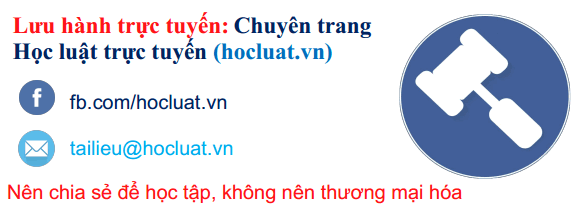 Lưu hành trực tuyến: Chuyên trang
Học luật trực tuyến (hocluat.vn)
fb.com/hocluat.vn
tailieu@hocluat.vn
Nên chia sẻ để học tập, không nên thương mại hóa